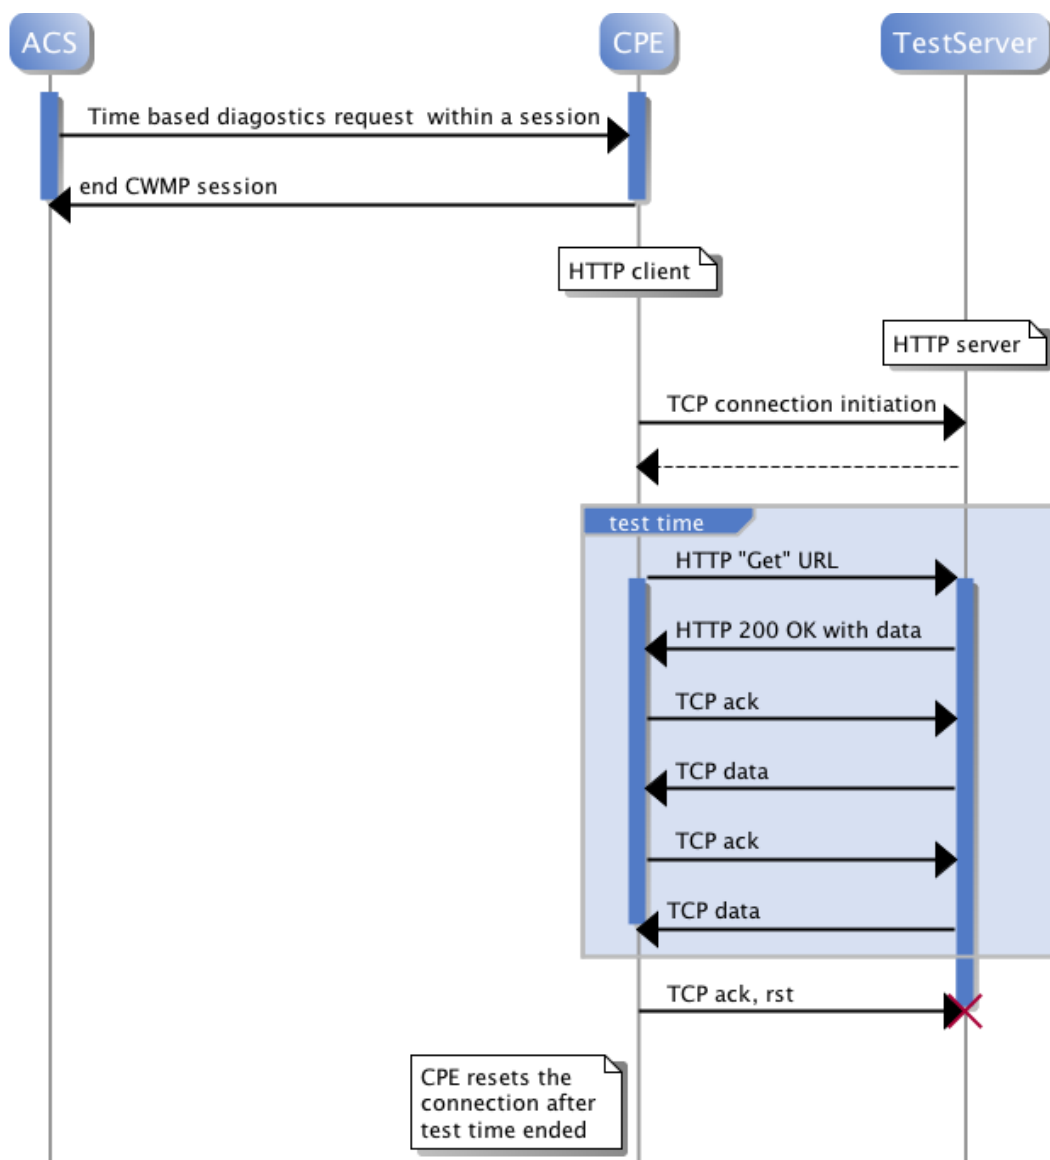 ACS
CPE
TestServer
Time based diagostics request  within a session
end CWMP session
HTTP client
HTTP server
TCP connection initiation
test time
HTTP "Get" URL
HTTP 200 OK with data
TCP ack
TCP data
TCP ack
TCP data
TCP ack, rst
CPE resets the
connection after
test time ended